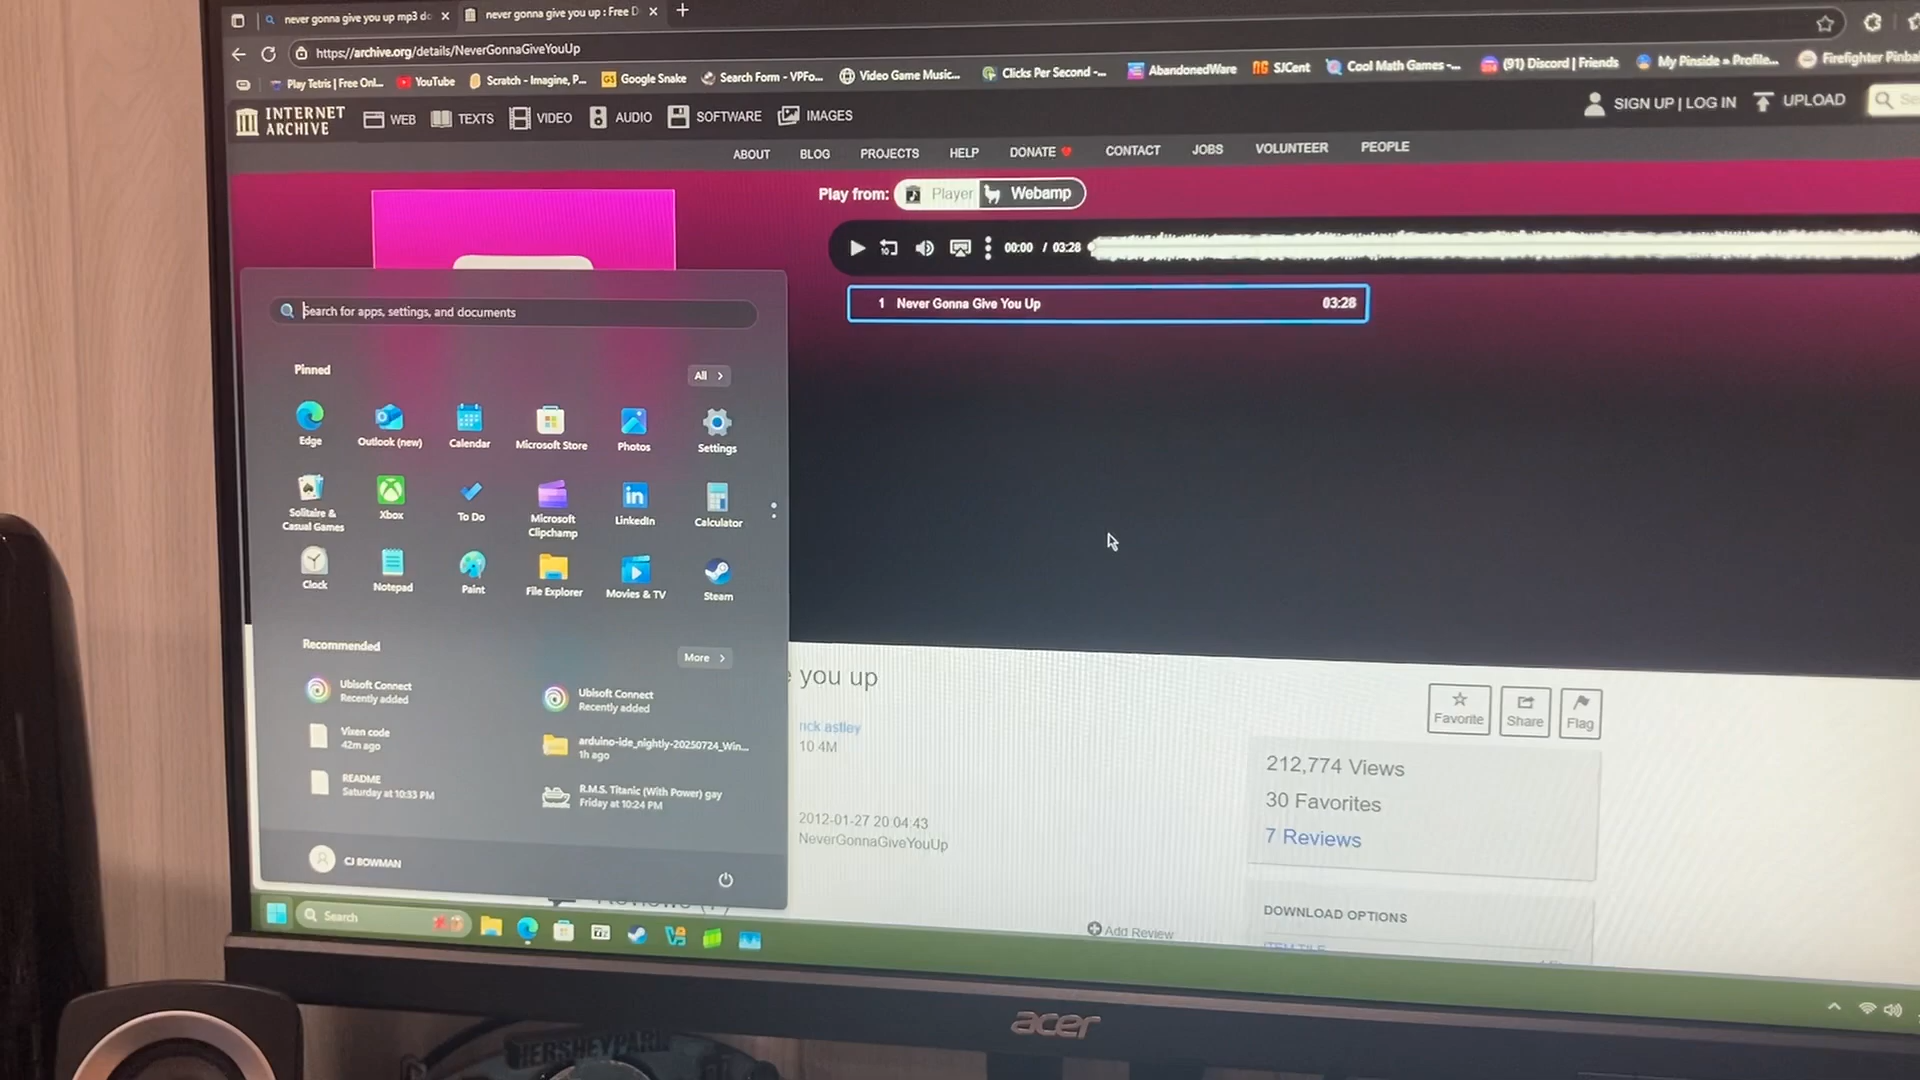 never gonna give you up mp3 do
never gonna give you up : Free D
https://archive.org/details/NeverGonnaGiveYouUp
Play Tetris | Free Onl...
YouTube
Scratch - Imagine, P...
Google Snake
Search Form - VPFo...
Video Game Music...
Clicks Per Second -...
AbandonedWare
SJCent
Cool Math Games -...
(91) Discord | Friends
My Pinside » Profile...
Firefighter Pinba
INTERNET
ARCHIVE
WEB
TEXTS
VIDEO
AUDIO
SOFTWARE
IMAGES
SIGN UP | LOG IN
UPLOAD
ABOUT
BLOG
PROJECTS
HELP
DONATE
CONTACT
JOBS
VOLUNTEER
PEOPLE
Play from:
Player
Webamp
10
00:00 / 03:28
1 Never Gonna Give You Up 03:28
Search for apps, settings, and documents
Pinned
All >
Edge
Outlook (new)
Calendar
Microsoft Store
Photos
Settings
Solitaire &
Casual Games
Xbox
To Do
Microsoft
Clipchamp
LinkedIn
Calculator
Clock
Notepad
Paint
File Explorer
Movies & TV
Steam
Recommended
More >
Ubisoft Connect
Recently added
Ubisoft Connect
Recently added
Vixen code
42m ago
arduino-ide_nightly-20250724_Win...
1h ago
README
Saturday at 10:33 PM
R.M.S. Titanic (With Power) gay
Friday at 10:24 PM
CJ BOWMAN
you up
rick astley
10.4M
2012-01-27 20:04:43
NeverGonnaGiveYouUp
Favorite
Share
Flag
212,774 Views
30 Favorites
7 Reviews
DOWNLOAD OPTIONS
ITEM TILE
Add Review
Search
acer
HERSHEYPARK